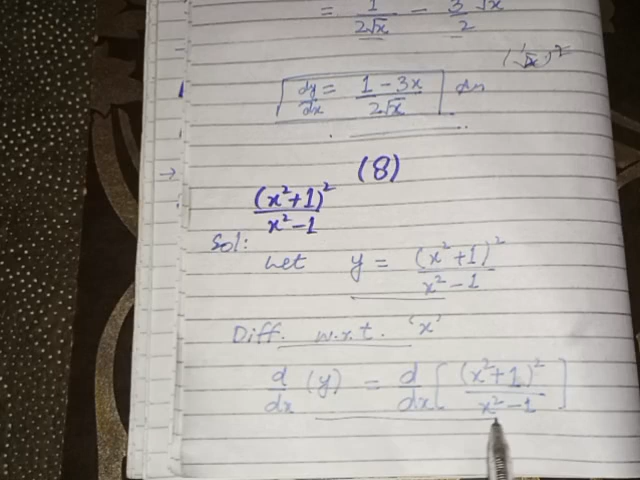 = 1/(2√x) - 3√x/2
(√x)²
dy/dx = (1 - 3x)/(2√x)
(8)
(x²+1)²/(x²-1)
Sol:
Let y = (x²+1)²/(x²-1)
Diff. w.r.t. 'x'
d/dx (y) = d/dx [(x²+1)²/(x²-1)]